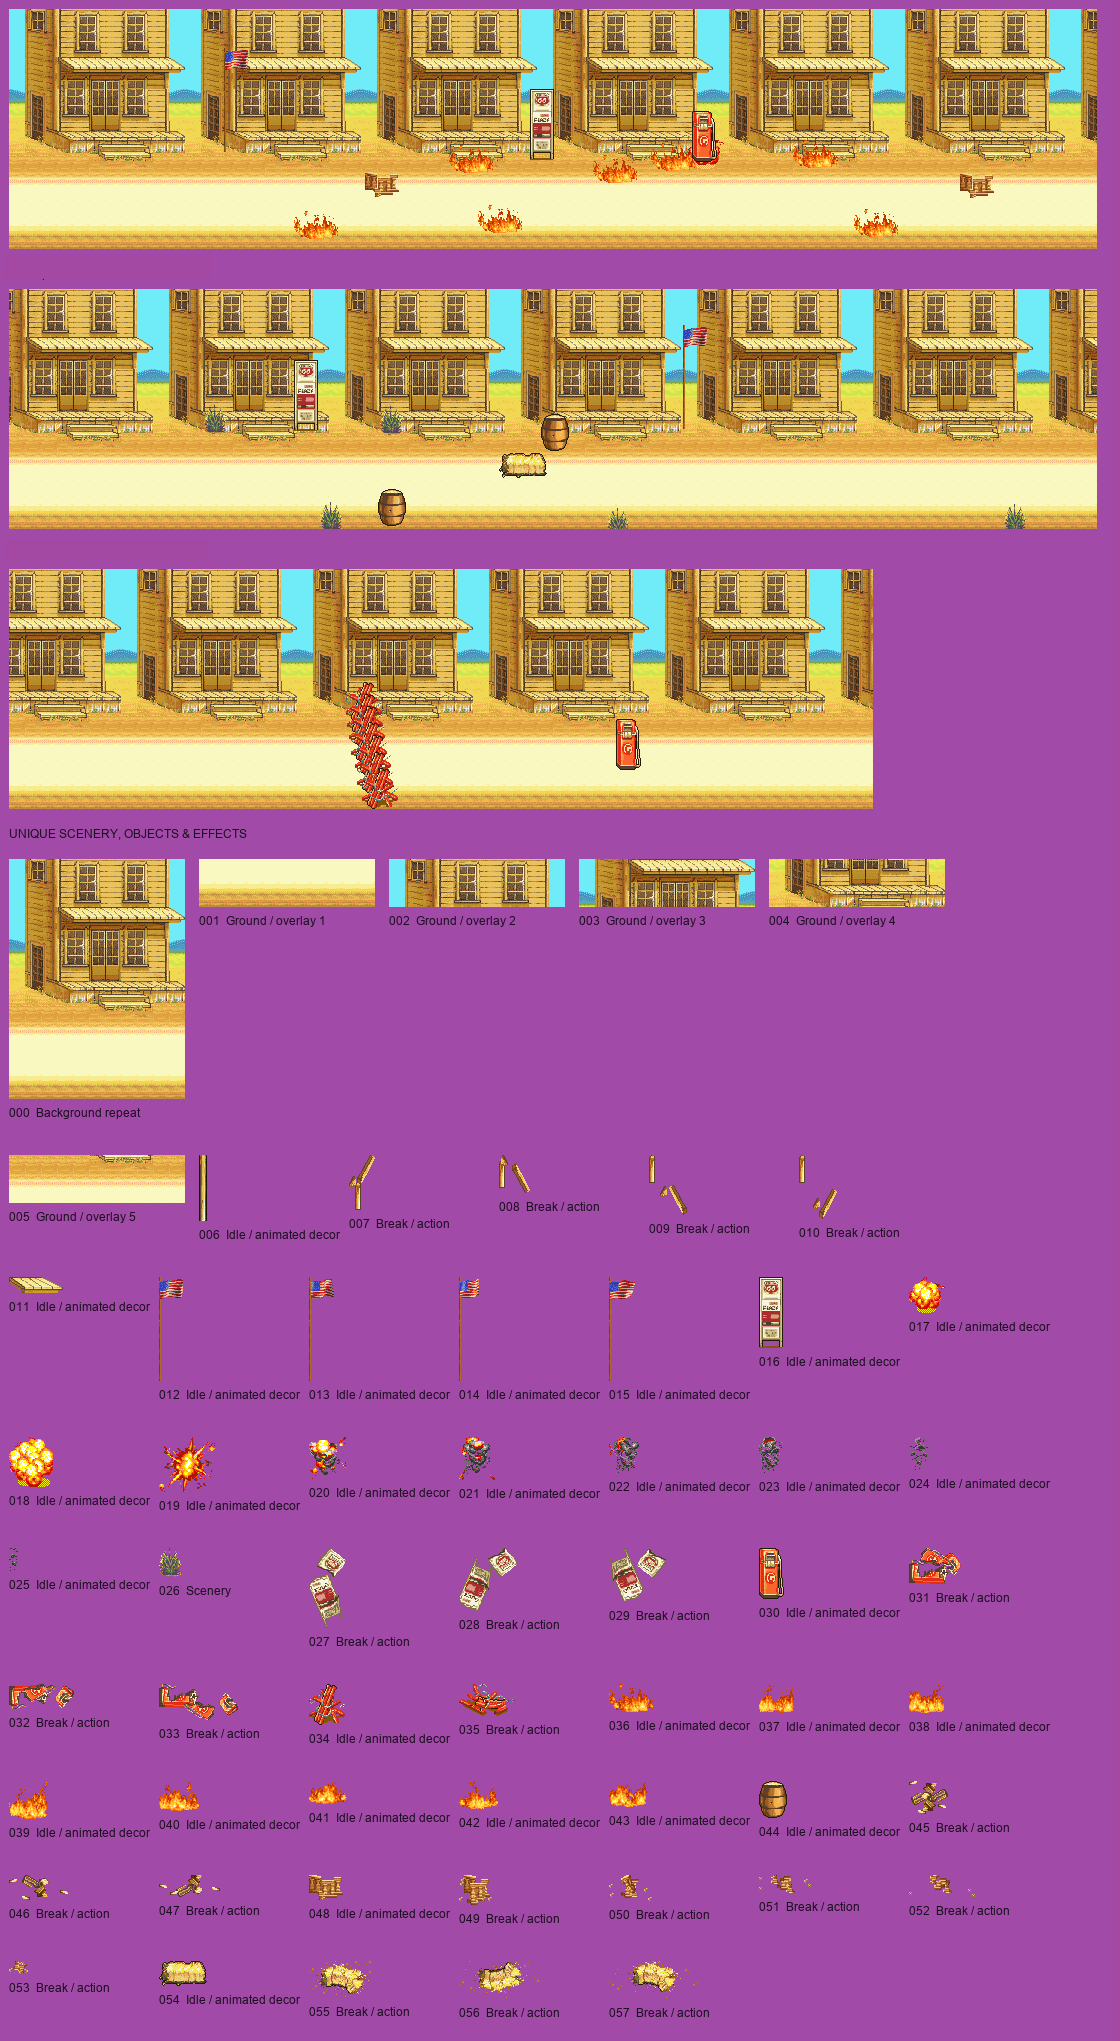 UNIQUE SCENERY, OBJECTS & EFFECTS
001 Ground / overlay 1
002 Ground / overlay 2
003 Ground / overlay 3
004 Ground / overlay 4
000 Background repeat
005 Ground / overlay 5
006 Idle / animated decor
007 Break / action
008 Break / action
009 Break / action
010 Break / action
011 Idle / animated decor
012 Idle / animated decor
013 Idle / animated decor
014 Idle / animated decor
015 Idle / animated decor
016 Idle / animated decor
017 Idle / animated decor
018 Idle / animated decor
019 Idle / animated decor
020 Idle / animated decor
021 Idle / animated decor
022 Idle / animated decor
023 Idle / animated decor
024 Idle / animated decor
025 Idle / animated decor
026 Scenery
027 Break / action
028 Break / action
029 Break / action
030 Idle / animated decor
031 Break / action
032 Break / action
033 Break / action
034 Idle / animated decor
035 Break / action
036 Idle / animated decor
037 Idle / animated decor
038 Idle / animated decor
039 Idle / animated decor
040 Idle / animated decor
041 Idle / animated decor
042 Idle / animated decor
043 Idle / animated decor
044 Idle / animated decor
045 Break / action
046 Break / action
047 Break / action
048 Idle / animated decor
049 Break / action
050 Break / action
051 Break / action
052 Break / action
053 Break / action
054 Idle / animated decor
055 Break / action
056 Break / action
057 Break / action